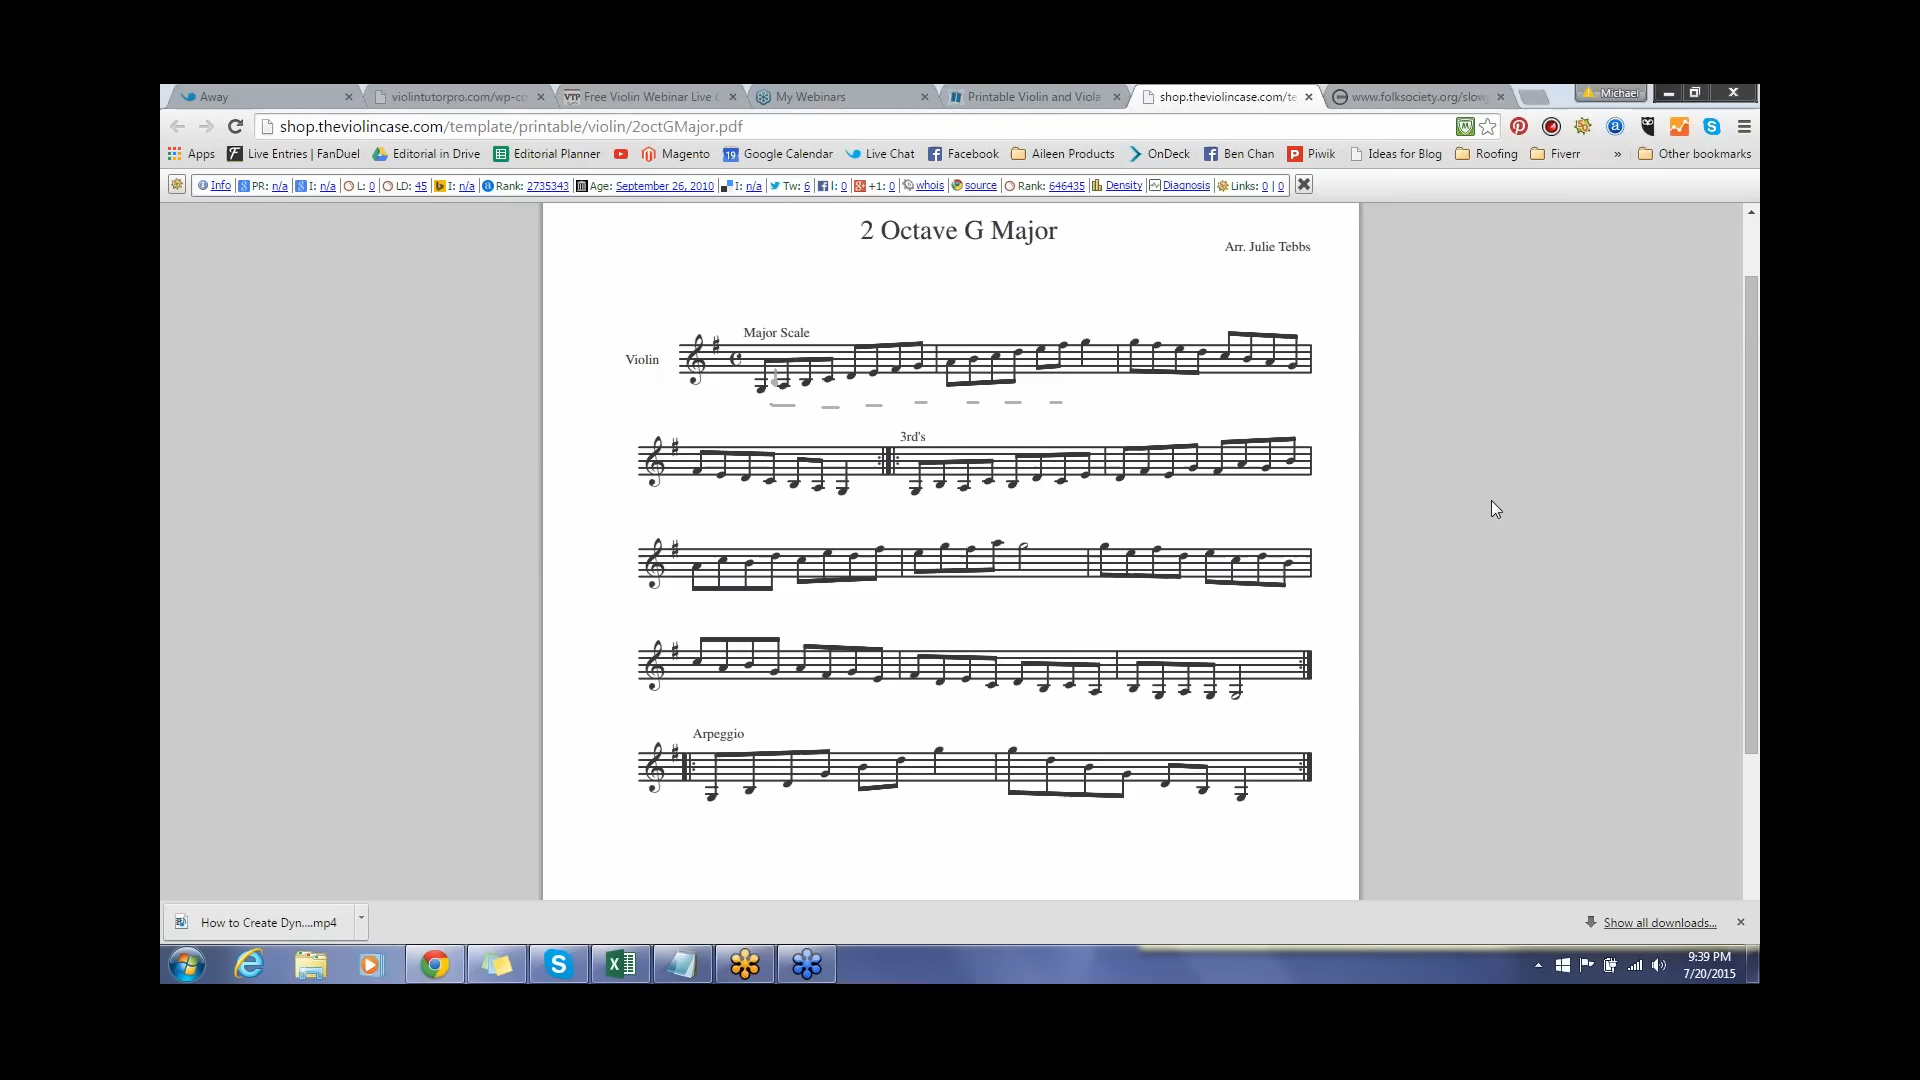 Away
violintutorpro.com/wp-co
VTP Free Violin Webinar Live C
My Webinars
Printable Violin and Viola
shop.theviolincase.com/te
www.folksociety.org/slow
Michael
shop.theviolincase.com/template/printable/violin/2octGMajor.pdf
Apps Live Entries | FanDuel Editorial in Drive Editorial Planner Magento 19 Google Calendar Live Chat Facebook Aileen Products OnDeck Ben Chan Piwik Ideas for Blog Roofing Fiverr » Other bookmarks
Info PR: n/a I: n/a L: 0 LD: 45 I: n/a Rank: 2735343 Age: September 26, 2010 I: n/a Tw: 6 I: 0 +1: 0 whois source Rank: 646435 Density Diagnosis Links: 0 | 0
2 Octave G Major
Arr. Julie Tebbs
Major Scale
Violin
3rd's
Arpeggio
How to Create Dyn....mp4
Show all downloads...
9:39 PM
7/20/2015